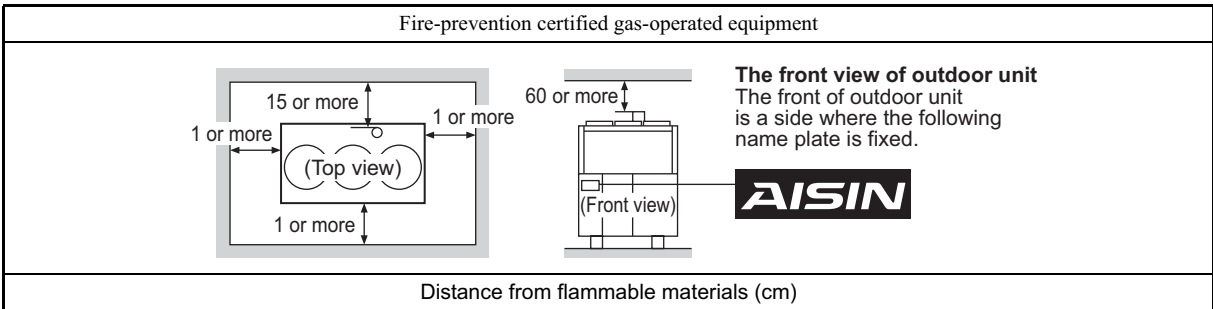 Fire-prevention certified gas-operated equipment
15 or more
1 or more
1 or more
(Top view)
1 or more
60 or more
(Front view)
The front view of outdoor unit
The front of outdoor unit
is a side where the following
name plate is fixed.
AISIN
Distance from flammable materials (cm)